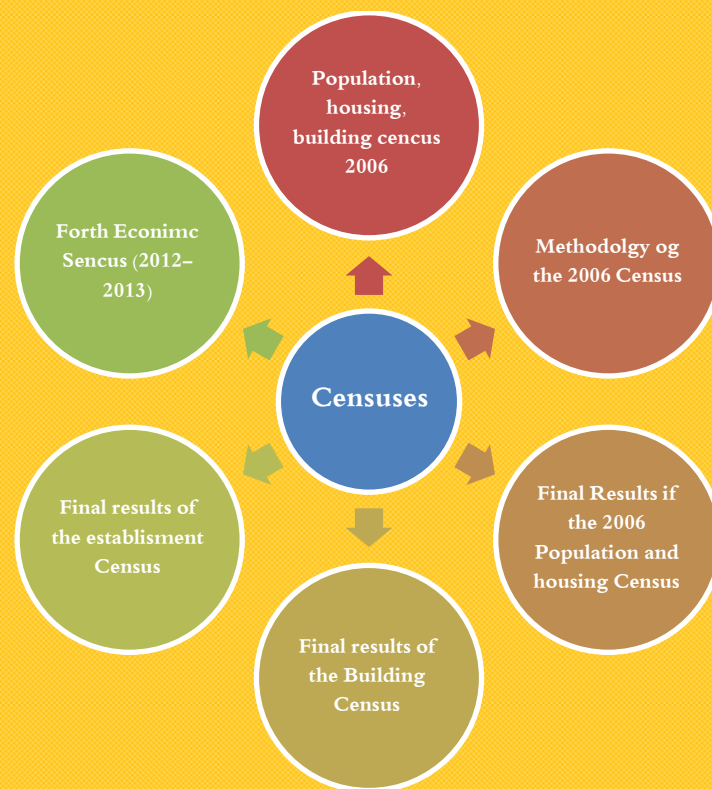 Population,
housing,
building cencus
2006
Methodolgy og
the 2006 Census
Final Results if
the 2006
Population and
housing Census
Final results of
the Building
Census
Final results of
the establisment
Census
Forth Econimc
Sencus (2012–
2013)
Censuses